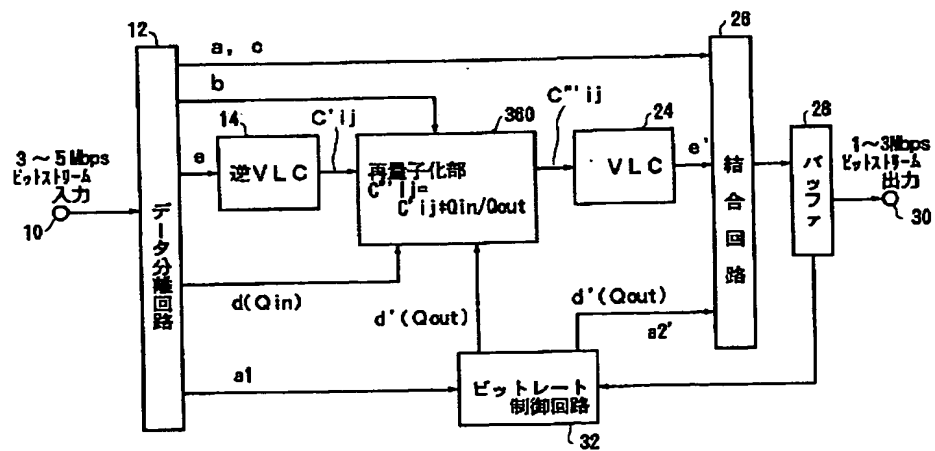 12
a, c
b
26
14
C'ij
360
C"'ij
24
28
3～5Mbps
ビットストリーム
入力
10
e
逆VLC
再量子化部
C"'ij=
C'ij*Qin/Qout
VLC
e'
1～3Mbps
ビットストリーム
出力
30
データ分離回路
結合回路
バッファ
d(Qin)
d'(Qout)
d'(Qout)
a2'
a1
ビットレート
制御回路
32